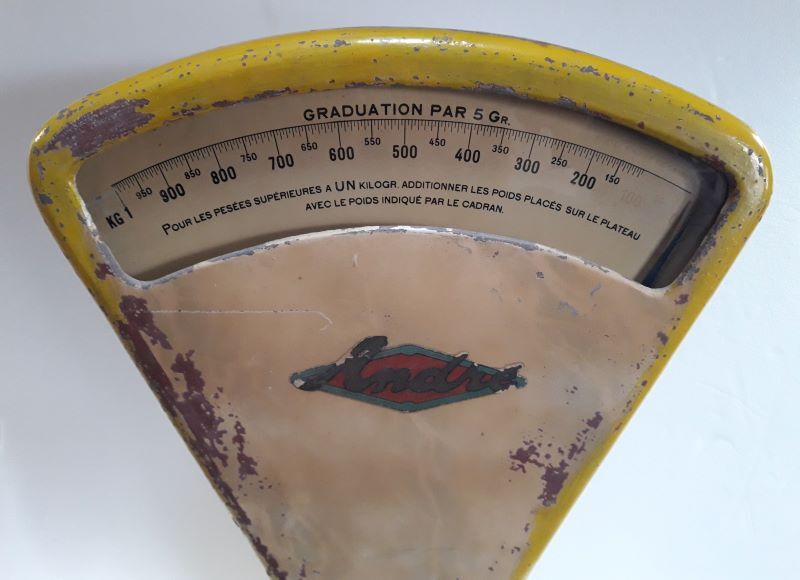 GRADUATION PAR 5 GR.
KG 1 950 900 850 800 750 700 650 600 550 500 450 400 350 300 250 200 150 100
POUR LES PESÉES SUPÉRIEURES A UN KILOGR. ADDITIONNER LES POIDS PLACÉS SUR LE PLATEAU
AVEC LE POIDS INDIQUÉ PAR LE CADRAN.
André